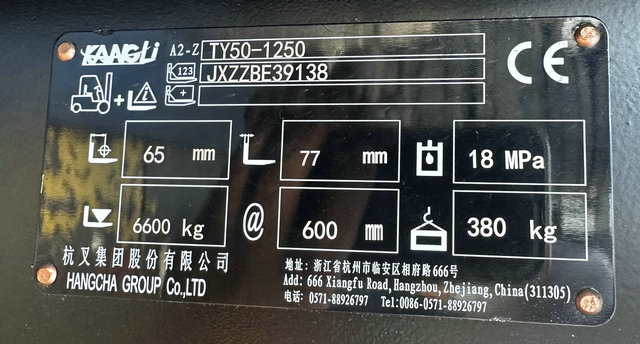 KANGLI A2-Z TY50-1250 CE
123 JXZZBE39138
65 mm 77 mm 18 MPa
6600 kg @ 600 mm 380 kg
杭叉集团股份有限公司
HANGCHA GROUP Co.,LTD
地址: 浙江省杭州市临安区相府路666号
Add: 666 Xiangfu Road, Hangzhou, Zhejiang, China(311305)
电话: 0571-88926797 Tel:0086-0571-88926797